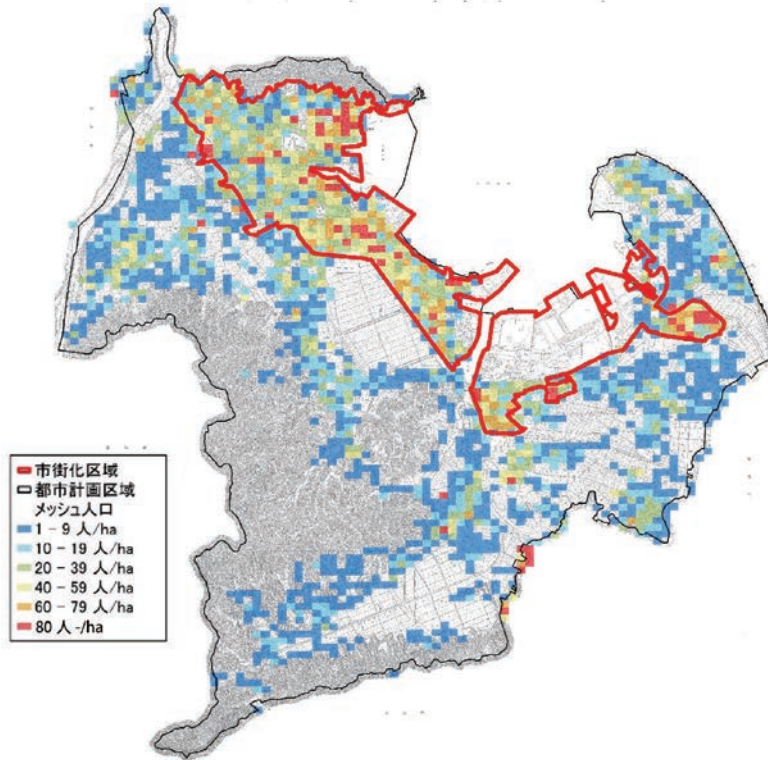 市街化区域
都市計画区域
メッシュ人口
1 - 9 人/ha
10 - 19 人/ha
20 - 39 人/ha
40 - 59 人/ha
60 - 79 人/ha
80 人 -/ha